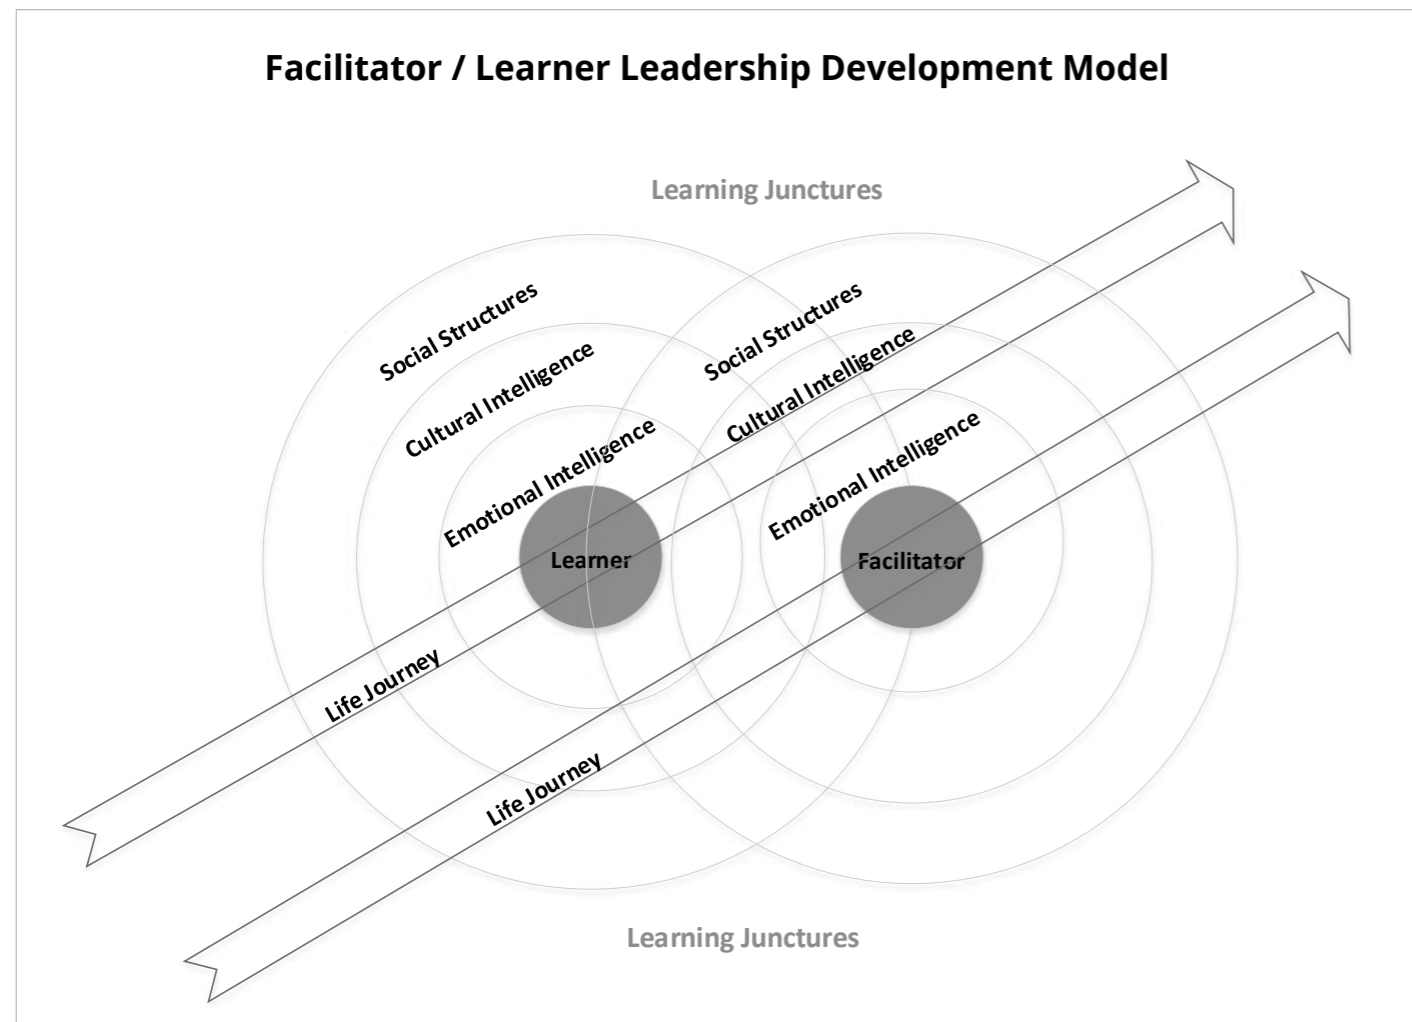 Facilitator / Learner Leadership Development Model
Learning Junctures
Social Structures
Cultural Intelligence
Emotional Intelligence
Learner
Life Journey
Social Structures
Cultural Intelligence
Emotional Intelligence
Facilitator
Life Journey
Learning Junctures